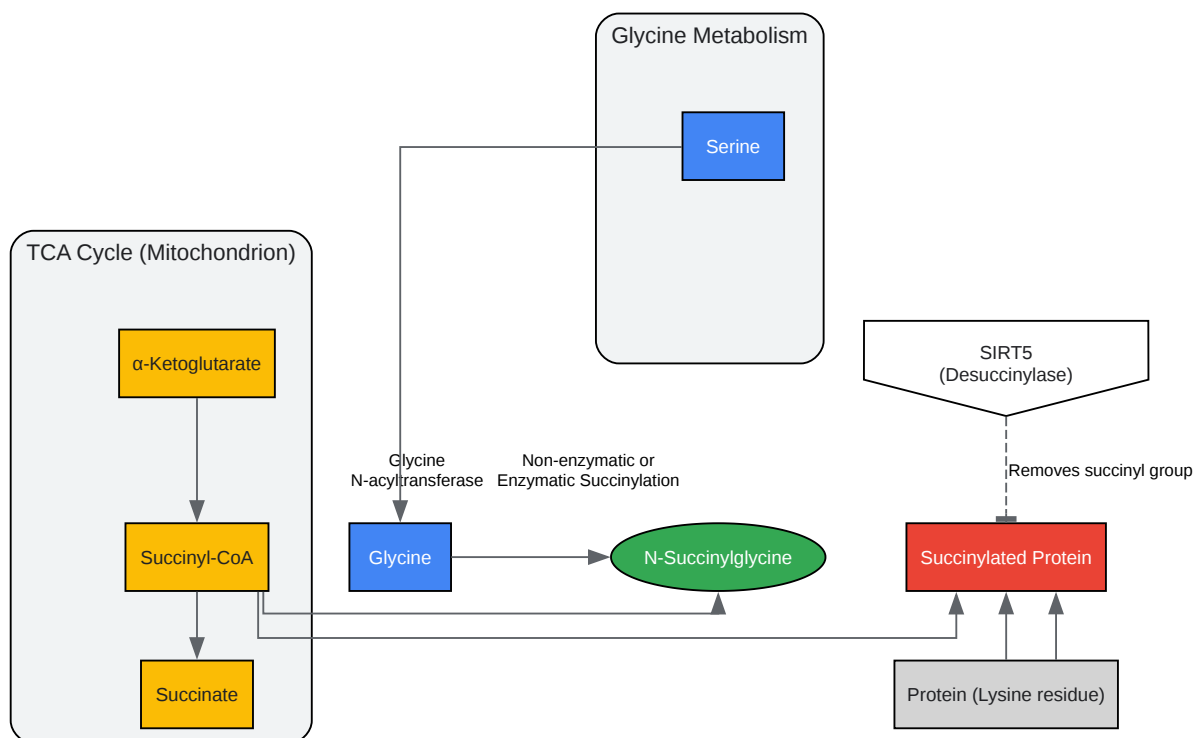 Glycine Metabolism
Serine
TCA Cycle (Mitochondrion)
α-Ketoglutarate
SIRT5
(Desuccinylase)
Glycine
N-acyltransferase
Non-enzymatic or
Enzymatic Succinylation
Removes succinyl group
Succinyl-CoA
Glycine
N-Succinylglycine
Succinylated Protein
Succinate
Protein (Lysine residue)